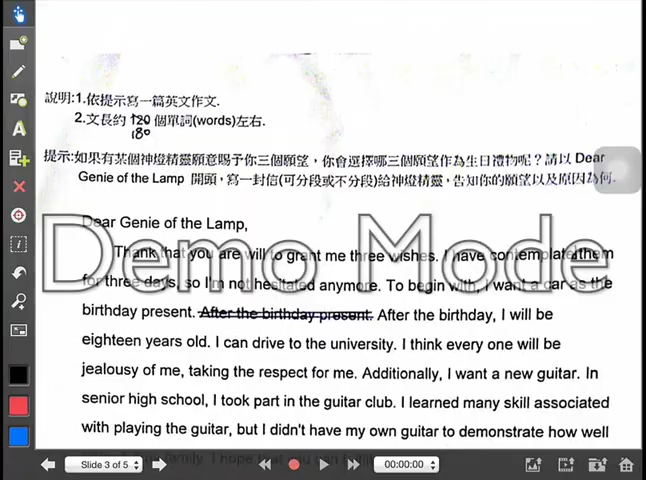 說明:1.依提示寫一篇英文作文.
2.文長約 120 個單詞(words)左右.
180
提示:如果有某個神燈精靈願意賜予你三個願望，你會選擇哪三個願望作為生日禮物呢？請以 Dear
Genie of the Lamp 開頭，寫一封信(可分段或不分段)給神燈精靈，告知你的願望以及原因為何.
Dear Genie of the Lamp,
Thank that you are will to grant me three wishes. I have contemplate them
for three days, so I'm not hesitated anymore. To begin with, I want a car as the
birthday present. After the birthday present. After the birthday, I will be
eighteen years old. I can drive to the university. I think every one will be
jealousy of me, taking the respect for me. Additionally, I want a new guitar. In
senior high school, I took part in the guitar club. I learned many skill associated
with playing the guitar, but I didn't have my own guitar to demonstrate how well
Demo Mode
A
Slide 3 of 5
00:00:00